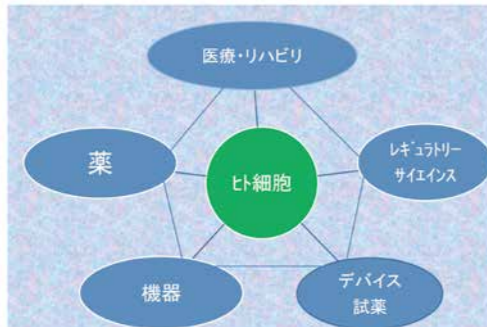 医療・リハビリ
薬
レギュラトリー
サイエインス
ヒト細胞
機器
デバイス
試薬